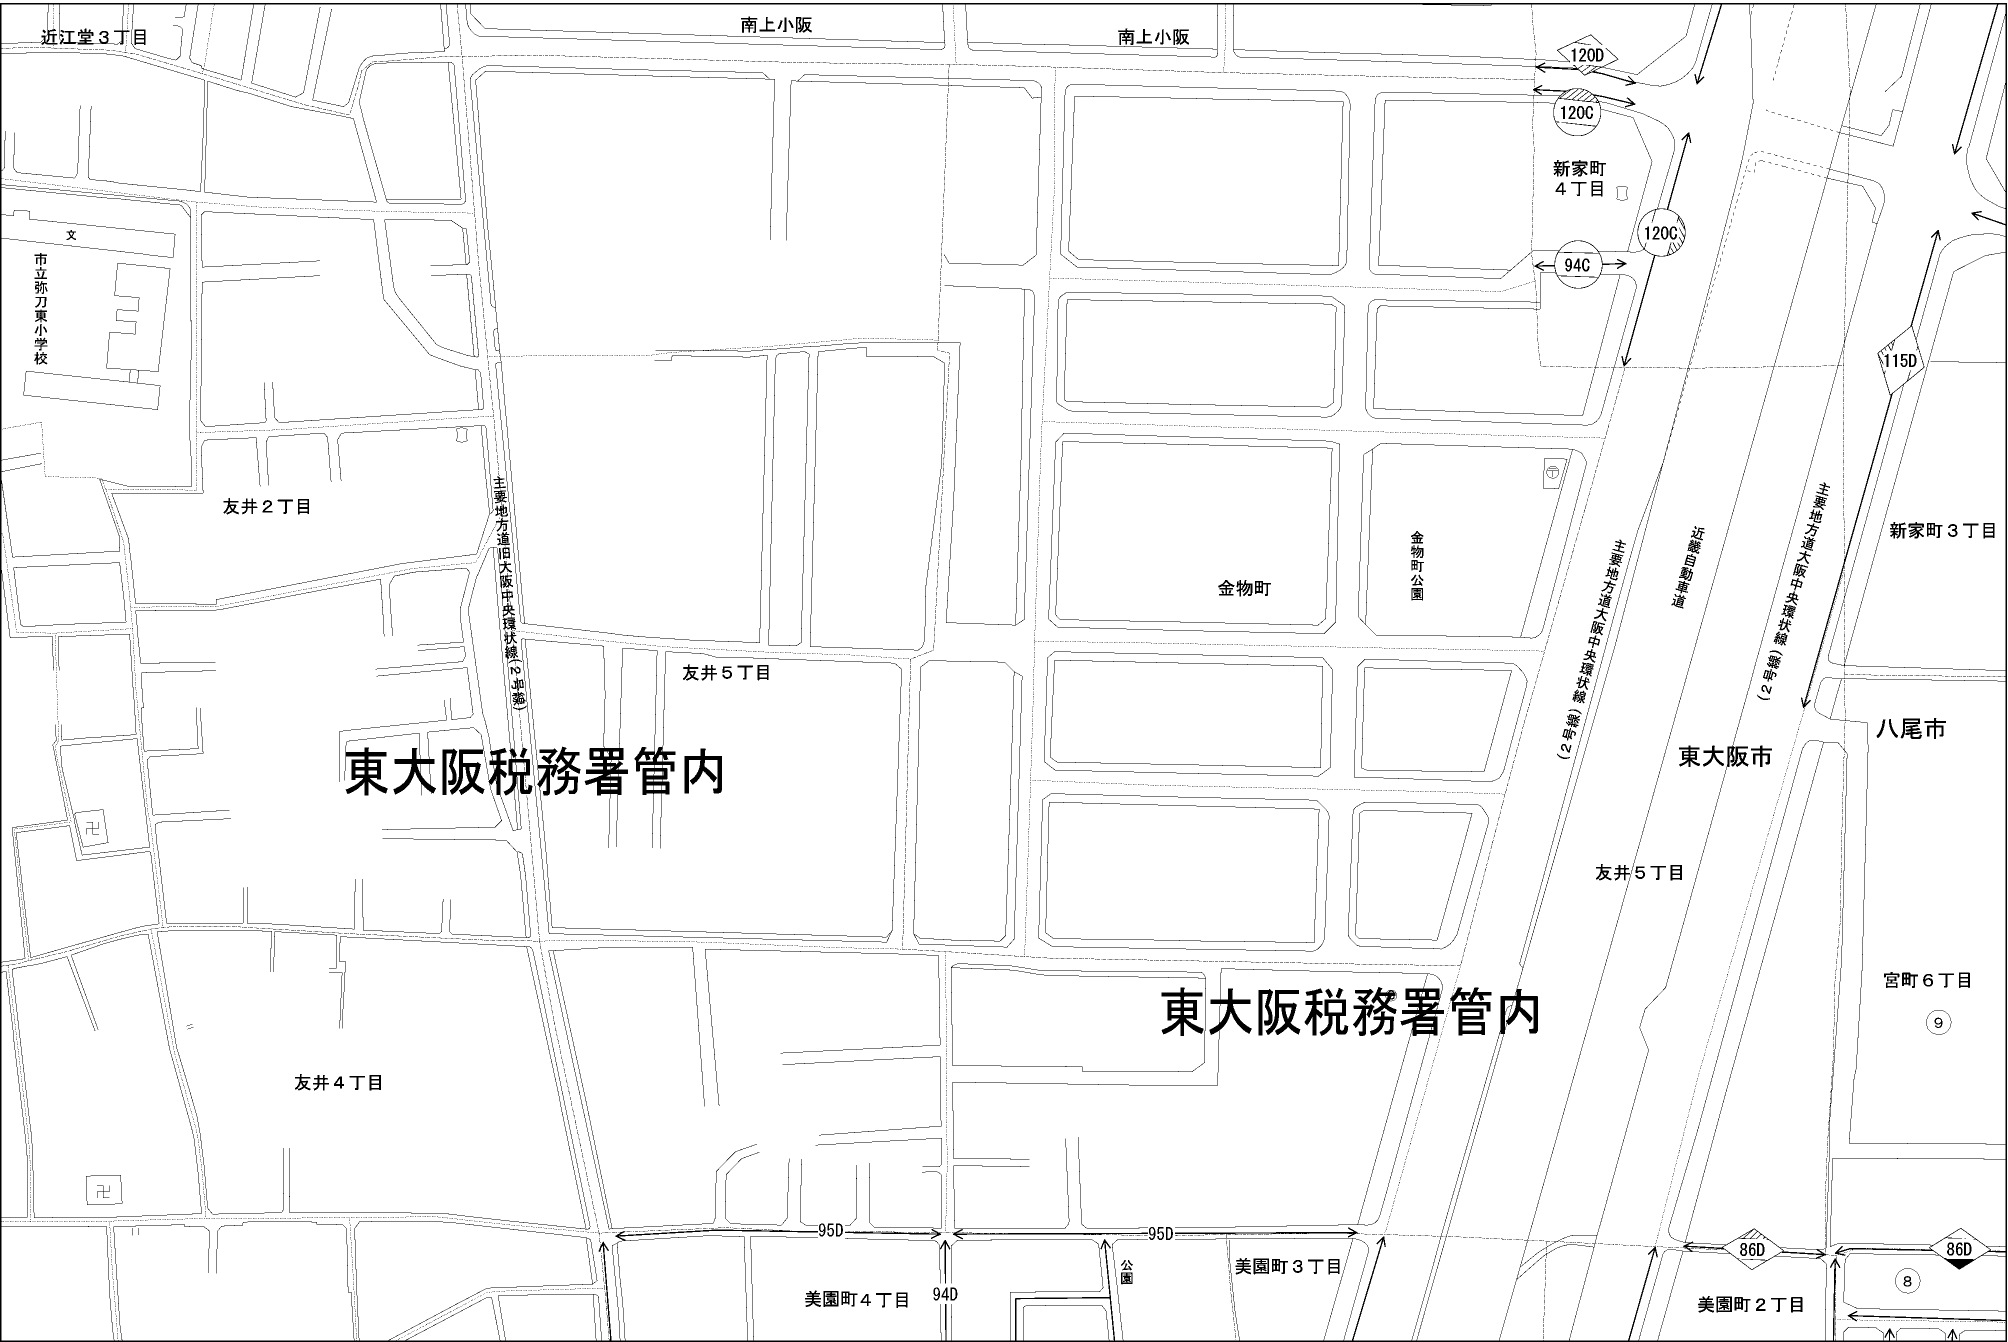 近江堂３丁目
南上小阪
南上小阪
120D
120C
新家町
４丁目
120C
94C
文
市立弥刀東小学校
115D
友井２丁目
主要地方道旧大阪中央環状線(２号線)
金物町
金物町公園
主要地方道大阪中央環状線
(２号線)
近畿自動車道
主要地方道大阪中央環状線
(２号線)
新家町３丁目
友井５丁目
東大阪税務署管内
東大阪市
八尾市
卍
友井５丁目
宮町６丁目
9
東大阪税務署管内
友井４丁目
卍
95D
95D
86D
86D
公園
美園町３丁目
8
美園町４丁目
94D
美園町２丁目